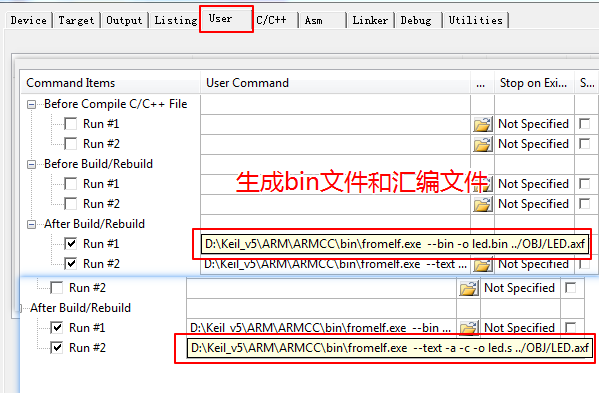 Device Target Output Listing User C/C++ Asm Linker Debug Utilities
Command Items User Command ... Stop on Exi... S...
Before Compile C/C++ File
Run #1 Not Specified
Run #2 Not Specified
Before Build/Rebuild
Run #1 Not Specified
Run #2 Not Specified
生成bin文件和汇编文件
After Build/Rebuild
Run #1 D:\Keil_v5\ARM\ARMCC\bin\fromelf.exe --bin -o led.bin ../OBJ/LED.axf
Run #2 D:\Keil_v5\ARM\ARMCC\bin\fromelf.exe --text ... Not Specified
Run #2 Not Specified
After Build/Rebuild
Run #1 D:\Keil_v5\ARM\ARMCC\bin\fromelf.exe --bin ... Not Specified
Run #2 D:\Keil_v5\ARM\ARMCC\bin\fromelf.exe --text -a -c -o led.s ../OBJ/LED.axf